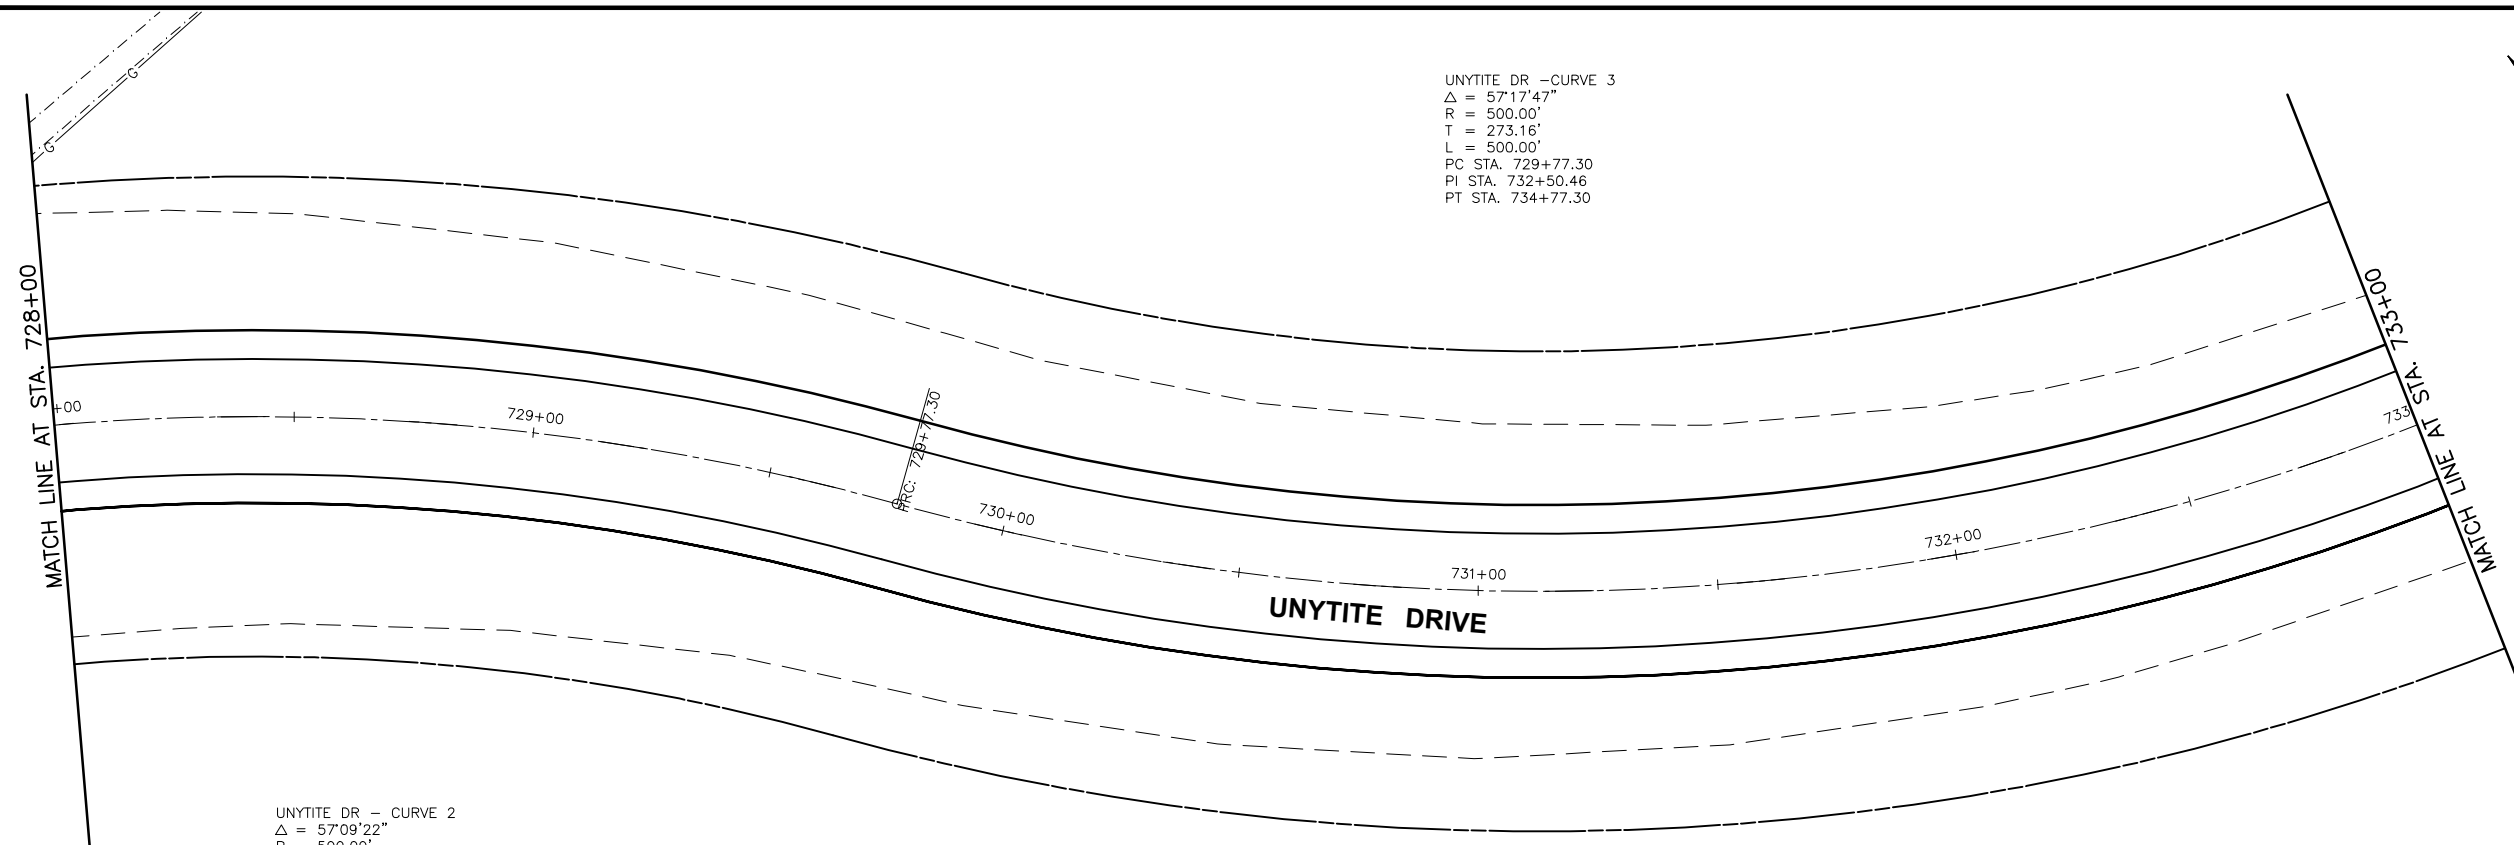 UNYTITE DR -CURVE 3
Δ = 57°17'47"
R = 500.00'
T = 273.16'
L = 500.00'
PC STA. 729+77.30
PI STA. 732+50.46
PT STA. 734+77.30
G
G
MATCH LINE AT STA. 728+00
+00
729+00
PRC: 729+77.30
730+00
731+00
732+00
733
MATCH LINE AT STA. 733+00
UNYTITE DRIVE
UNYTITE DR - CURVE 2
Δ = 57°09'22"
R = 500.00'